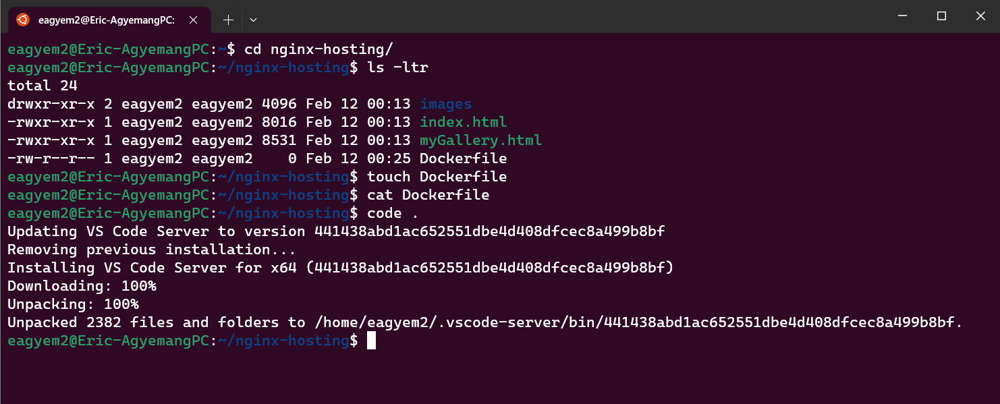 eagyem2@Eric-AgyemangPC:
eagyem2@Eric-AgyemangPC:~$ cd nginx-hosting/
eagyem2@Eric-AgyemangPC:~/nginx-hosting$ ls -ltr
total 24
drwxr-xr-x 2 eagyem2 eagyem2 4096 Feb 12 00:13 images
-rwxr-xr-x 1 eagyem2 eagyem2 8016 Feb 12 00:13 index.html
-rwxr-xr-x 1 eagyem2 eagyem2 8531 Feb 12 00:13 myGallery.html
-rw-r--r-- 1 eagyem2 eagyem2    0 Feb 12 00:25 Dockerfile
eagyem2@Eric-AgyemangPC:~/nginx-hosting$ touch Dockerfile
eagyem2@Eric-AgyemangPC:~/nginx-hosting$ cat Dockerfile
eagyem2@Eric-AgyemangPC:~/nginx-hosting$ code .
Updating VS Code Server to version 441438abd1ac652551dbe4d408dfcec8a499b8bf
Removing previous installation...
Installing VS Code Server for x64 (441438abd1ac652551dbe4d408dfcec8a499b8bf)
Downloading: 100%
Unpacking: 100%
Unpacked 2382 files and folders to /home/eagyem2/.vscode-server/bin/441438abd1ac652551dbe4d408dfcec8a499b8bf.
eagyem2@Eric-AgyemangPC:~/nginx-hosting$